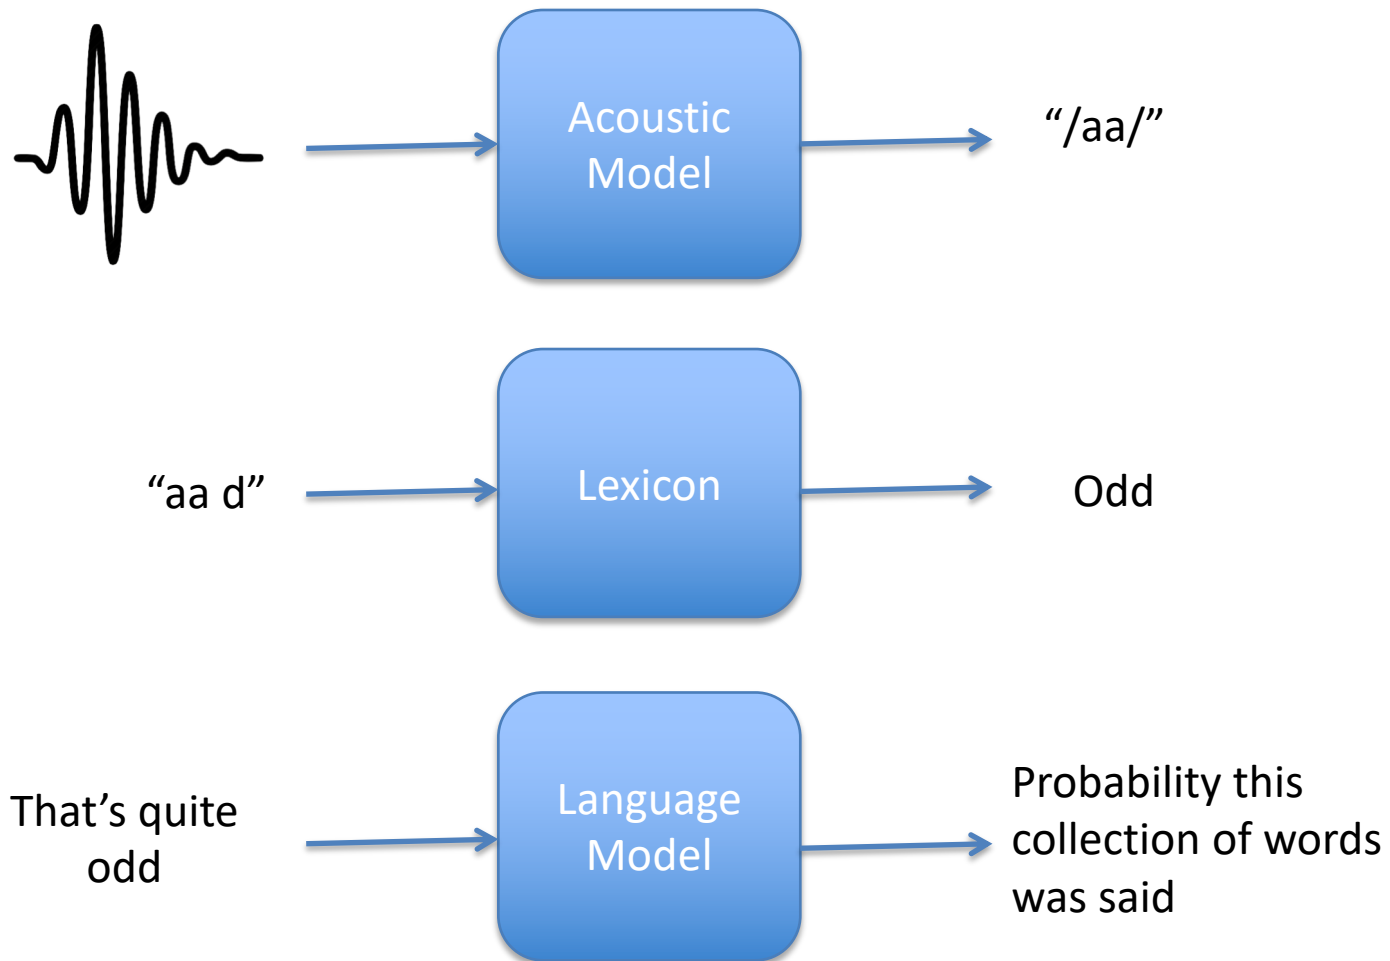 Acoustic
Model
“/aa/”
“aa d”
Lexicon
Odd
That’s quite
odd
Language
Model
Probability this
collection of words
was said